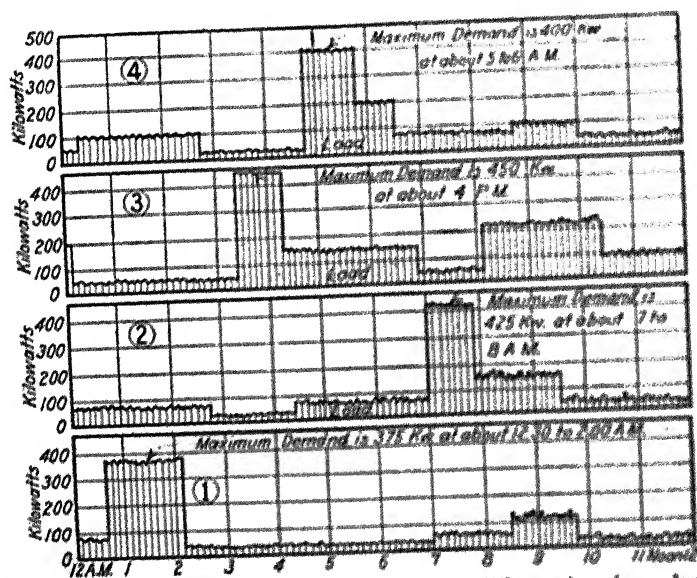 500
400
300
200
100
0
Kilowatts
④
Maximum Demand is 400 Kw
at about 5 to 6 A.M.
Load
400
300
200
100
0
Kilowatts
③
Maximum Demand is 450 Kw.
at about 4 P.M.
Load
400
300
200
100
0
Kilowatts
②
Maximum Demand is
425 Kw. at about 7 to
8 A.M.
Load
400
300
200
100
0
Kilowatts
①
Maximum Demand is 375 Kw at about 12 30 to 2.00 A.M.
12 A.M. 1 2 3 4 5 6 7 8 9 10 11 Noon